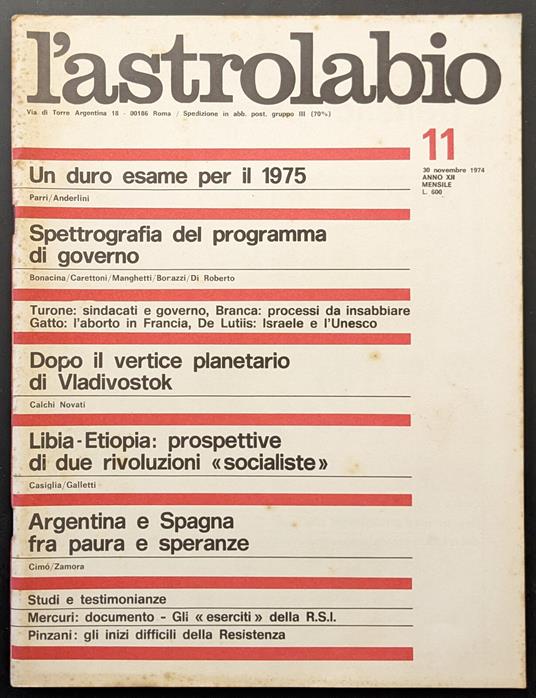 l'astrolabio
Via di Torre Argentina 18 - 00186 Roma / Spedizione in abb. post. gruppo III (70%)
11
30 novembre 1974
ANNO XII
MENSILE
L. 600
Un duro esame per il 1975
Parri/Anderlini
Spettrografia del programma
di governo
Bonacina/Carettoni/Manghetti/Borazzi/Di Roberto
Turone: sindacati e governo, Branca: processi da insabbiare
Gatto: l'aborto in Francia, De Lutiis: Israele e l'Unesco
Dopo il vertice planetario
di Vladivostok
Calchi Novati
Libia-Etiopia: prospettive
di due rivoluzioni «socialiste»
Casiglia/Galletti
Argentina e Spagna
fra paura e speranze
Cimó/Zamora
Studi e testimonianze
Mercuri: documento - Gli «eserciti» della R.S.I.
Pinzani: gli inizi difficili della Resistenza